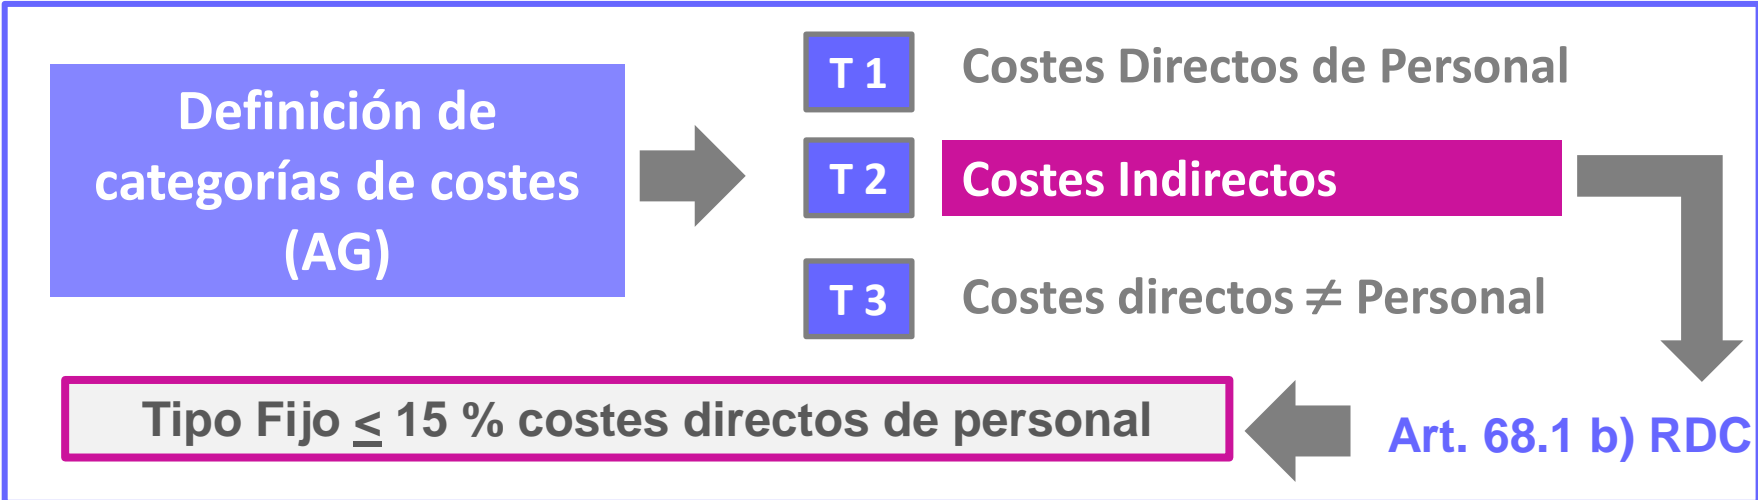 Definición de
categorías de costes
(AG)
T 1
Costes Directos de Personal
T 2
Costes Indirectos
T 3
Costes directos ≠ Personal
Tipo Fijo ≤ 15 % costes directos de personal
Art. 68.1 b) RDC